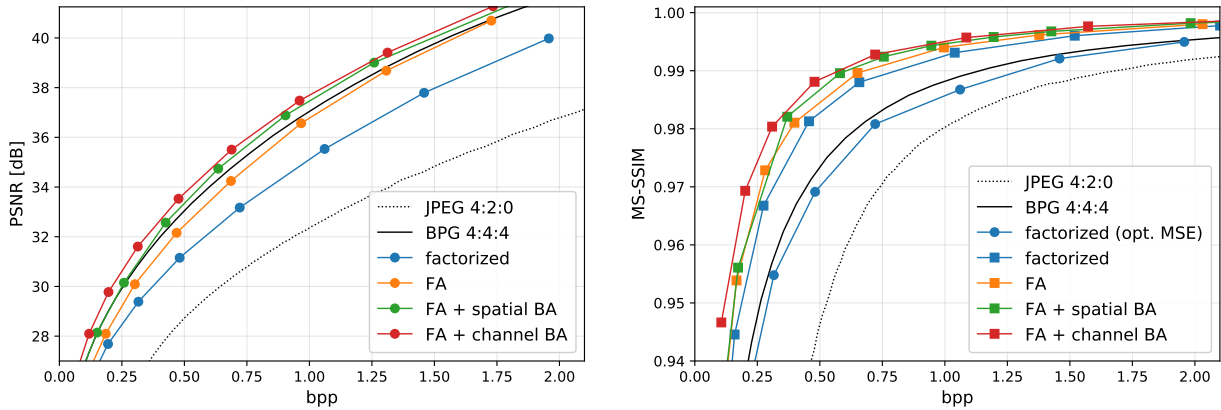 PSNR [dB]
40
38
36
34
32
30
28
0.00 0.25 0.50 0.75 1.00 1.25 1.50 1.75 2.00
bpp
JPEG 4:2:0
BPG 4:4:4
factorized
FA
FA + spatial BA
FA + channel BA
MS-SSIM
1.00
0.99
0.98
0.97
0.96
0.95
0.94
0.00 0.25 0.50 0.75 1.00 1.25 1.50 1.75 2.00
bpp
JPEG 4:2:0
BPG 4:4:4
factorized (opt. MSE)
factorized
FA
FA + spatial BA
FA + channel BA